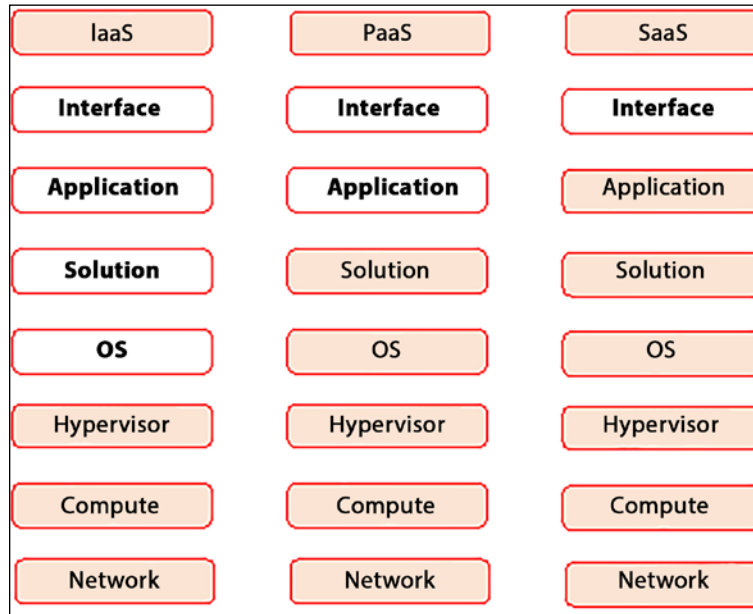 IaaS PaaS SaaS
Interface Interface Interface
Application Application Application
Solution Solution Solution
OS OS OS
Hypervisor Hypervisor Hypervisor
Compute Compute Compute
Network Network Network